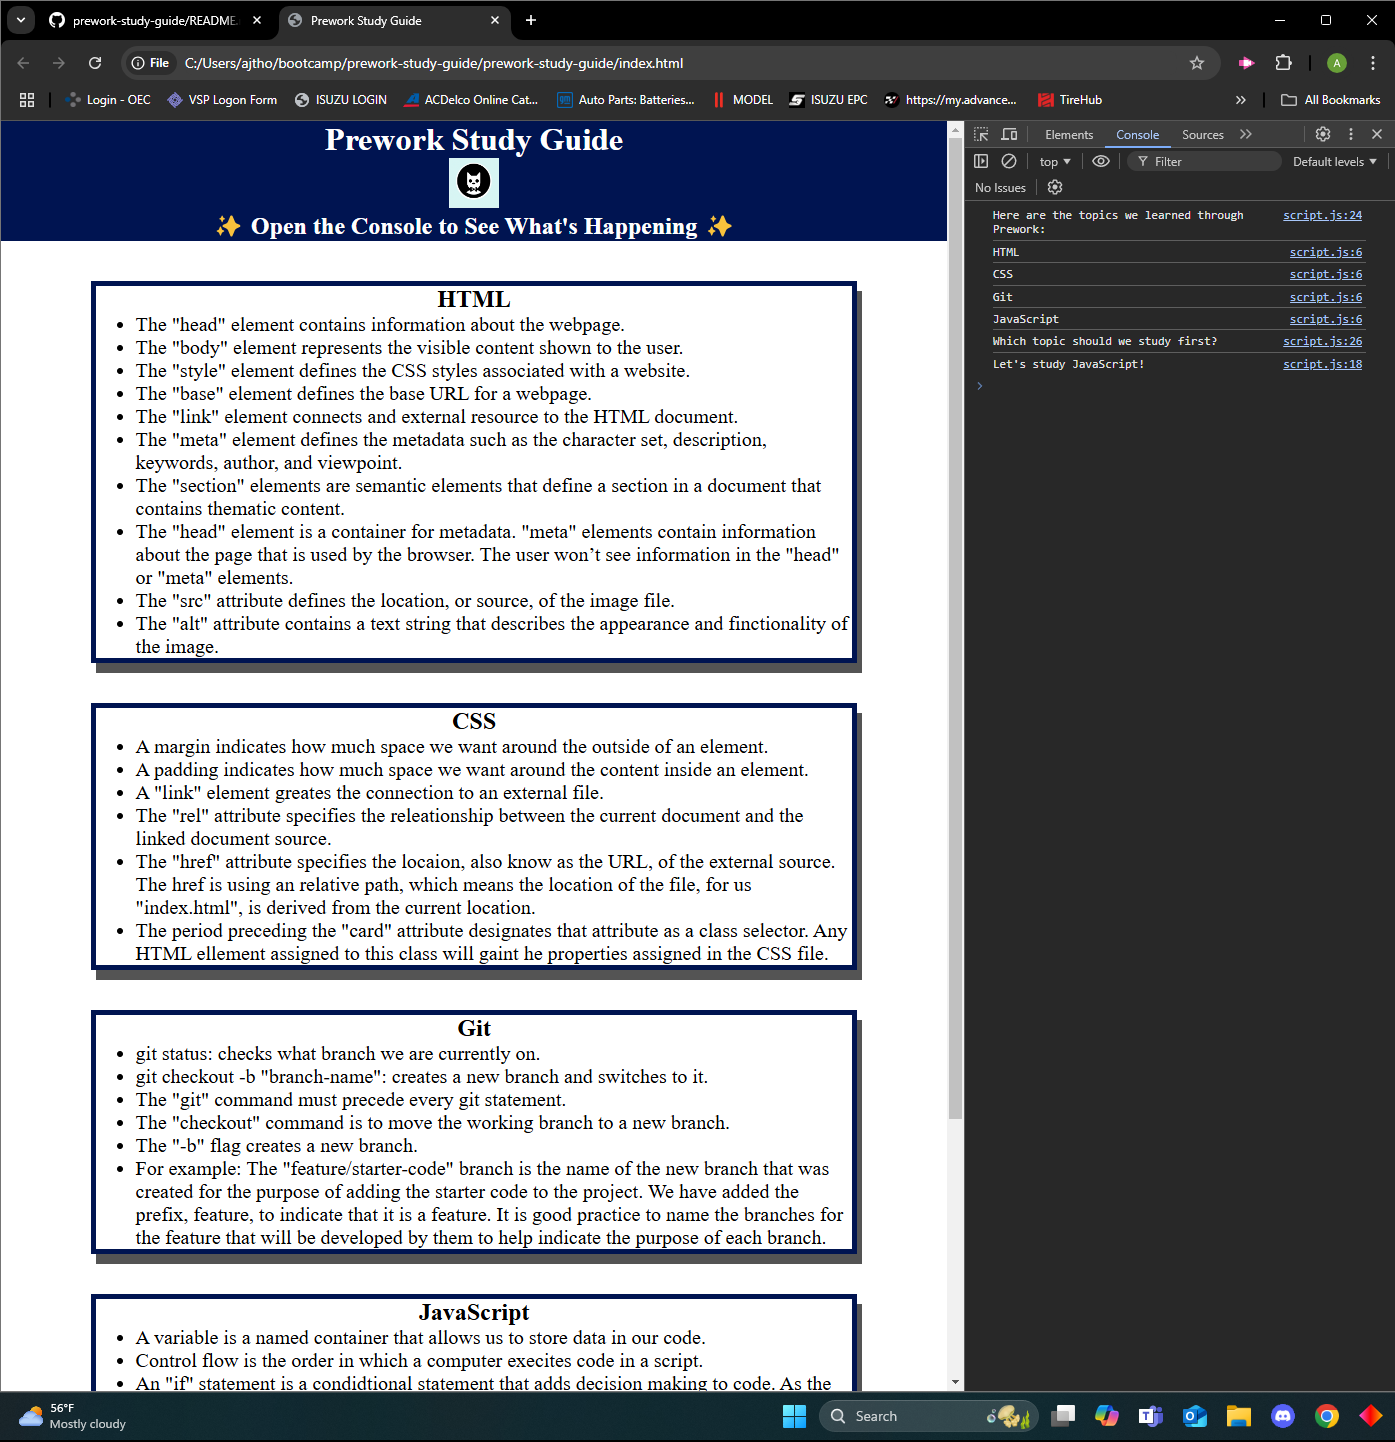 prework-study-guide/README.
Prework Study Guide
File C:/Users/ajtho/bootcamp/prework-study-guide/prework-study-guide/index.html
A
Login - OEC VSP Logon Form ISUZU LOGIN ACDelco Online Cat... Auto Parts: Batteries... MODEL ISUZU EPC https://my.advance... TireHub » All Bookmarks
Prework Study Guide
✨ Open the Console to See What's Happening ✨
HTML
• The "head" element contains information about the webpage.
• The "body" element represents the visible content shown to the user.
• The "style" element defines the CSS styles associated with a website.
• The "base" element defines the base URL for a webpage.
• The "link" element connects and external resource to the HTML document.
• The "meta" element defines the metadata such as the character set, description,
keywords, author, and viewpoint.
• The "section" elements are semantic elements that define a section in a document that
contains thematic content.
• The "head" element is a container for metadata. "meta" elements contain information
about the page that is used by the browser. The user won’t see information in the "head"
or "meta" elements.
• The "src" attribute defines the location, or source, of the image file.
• The "alt" attribute contains a text string that describes the appearance and finctionality of
the image.
CSS
• A margin indicates how much space we want around the outside of an element.
• A padding indicates how much space we want around the content inside an element.
• A "link" element greates the connection to an external file.
• The "rel" attribute specifies the releationship between the current document and the
linked document source.
• The "href" attribute specifies the locaion, also know as the URL, of the external source.
The href is using an relative path, which means the location of the file, for us
"index.html", is derived from the current location.
• The period preceding the "card" attribute designates that attribute as a class selector. Any
HTML ellement assigned to this class will gaint he properties assigned in the CSS file.
Git
• git status: checks what branch we are currently on.
• git checkout -b "branch-name": creates a new branch and switches to it.
• The "git" command must precede every git statement.
• The "checkout" command is to move the working branch to a new branch.
• The "-b" flag creates a new branch.
• For example: The "feature/starter-code" branch is the name of the new branch that was
created for the purpose of adding the starter code to the project. We have added the
prefix, feature, to indicate that it is a feature. It is good practice to name the branches for
the feature that will be developed by them to help indicate the purpose of each branch.
JavaScript
• A variable is a named container that allows us to store data in our code.
• Control flow is the order in which a computer execites code in a script.
• An "if" statement is a condidtional statement that adds decision making to code. As the
Elements Console Sources »
top Filter Default levels
No Issues
Here are the topics we learned through script.js:24
Prework:
HTML script.js:6
CSS script.js:6
Git script.js:6
JavaScript script.js:6
Which topic should we study first? script.js:26
Let's study JavaScript! script.js:18
56°F
Mostly cloudy
Search